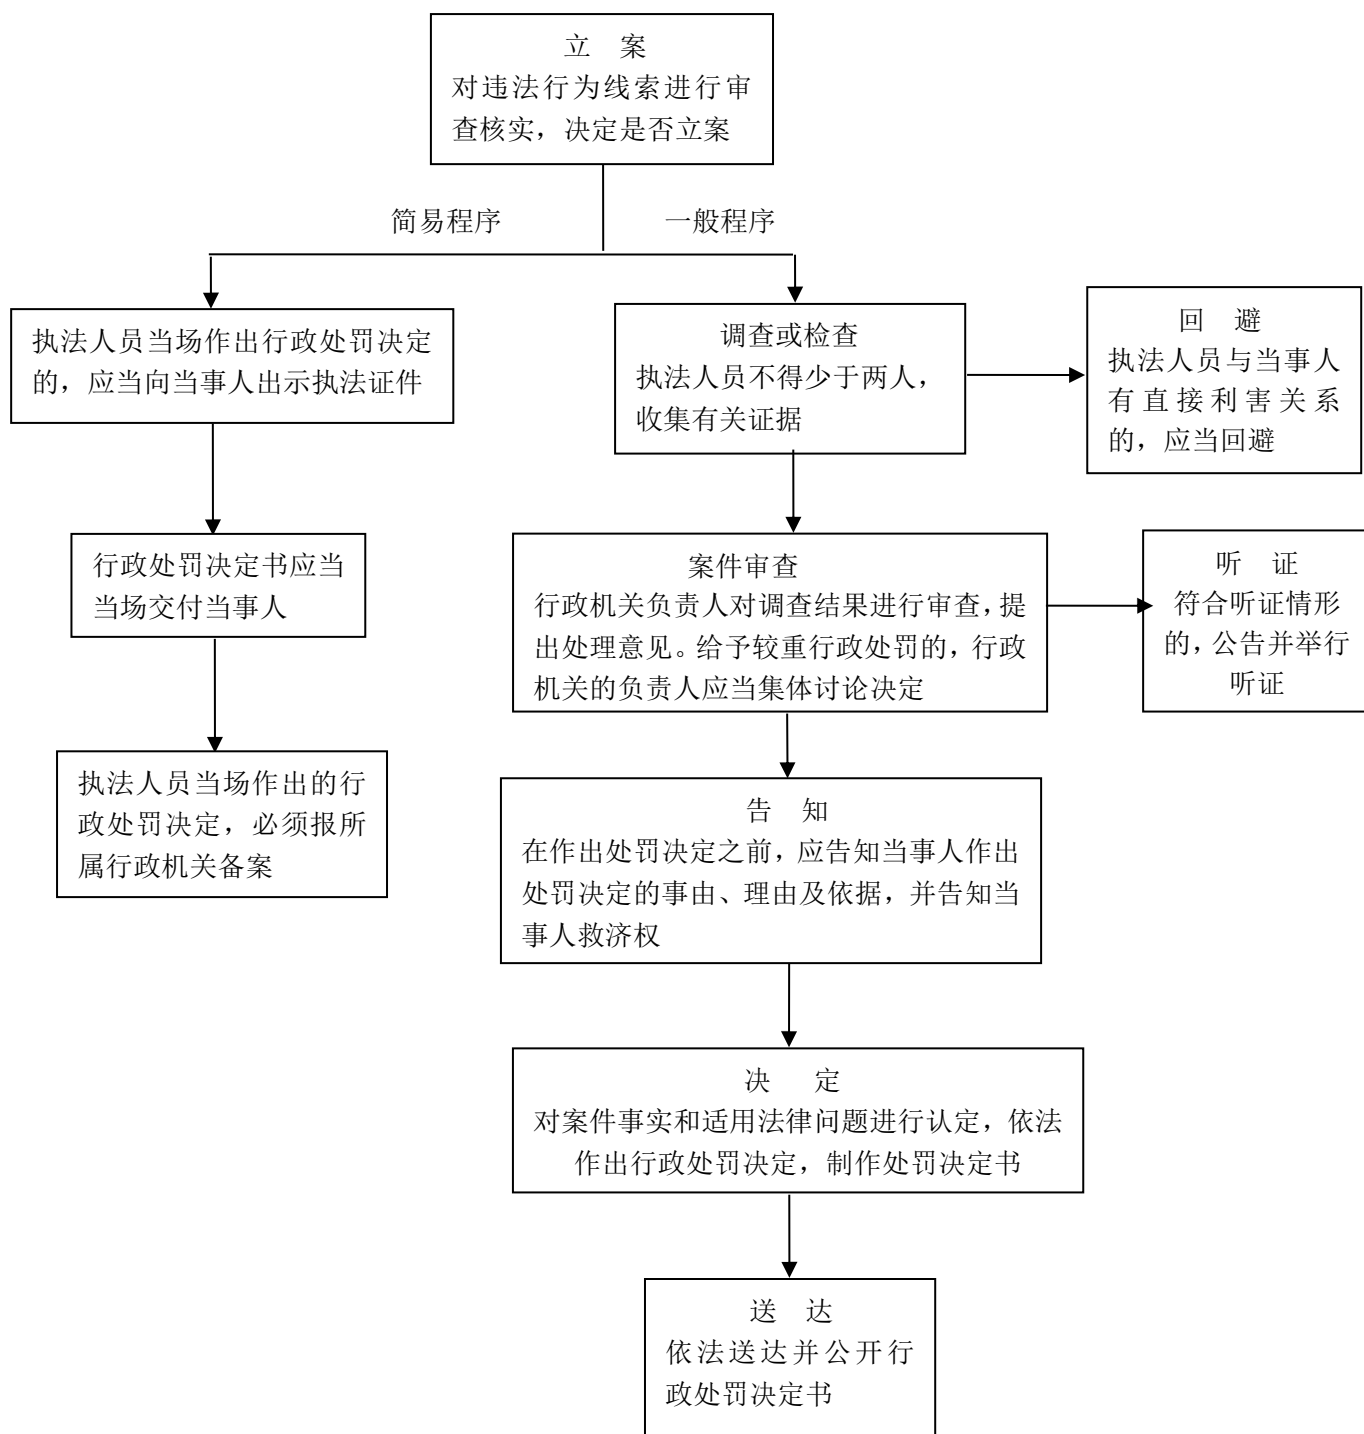 立 案
对违法行为线索进行审
查核实，决定是否立案
简易程序
一般程序
执法人员当场作出行政处罚决定
的，应当向当事人出示执法证件
调查或检查
执法人员不得少于两人，
收集有关证据
回 避
执法人员与当事人
有直接利害关系
的，应当回避
行政处罚决定书应当
当场交付当事人
案件审查
行政机关负责人对调查结果进行审查，提
出处理意见。给予较重行政处罚的，行政
机关的负责人应当集体讨论决定
听 证
符合听证情形
的，公告并举行
听证
执法人员当场作出的行
政处罚决定，必须报所
属行政机关备案
告 知
在作出处罚决定之前，应告知当事人作出
处罚决定的事由、理由及依据，并告知当
事人救济权
决 定
对案件事实和适用法律问题进行认定，依法
作出行政处罚决定，制作处罚决定书
送 达
依法送达并公开行
政处罚决定书